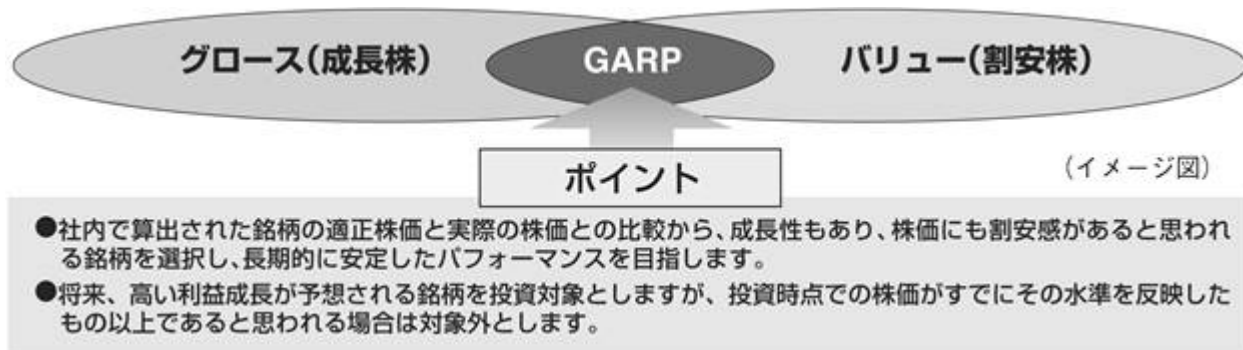 グロース(成長株)
GARP
バリュー(割安株)
ポイント
(イメージ図)
●社内で算出された銘柄の適正株価と実際の株価との比較から、成長性もあり、株価にも割安感があると思われ
る銘柄を選択し、長期的に安定したパフォーマンスを目指します。
●将来、高い利益成長が予想される銘柄を投資対象としますが、投資時点での株価がすでにその水準を反映した
もの以上であると思われる場合は対象外とします。